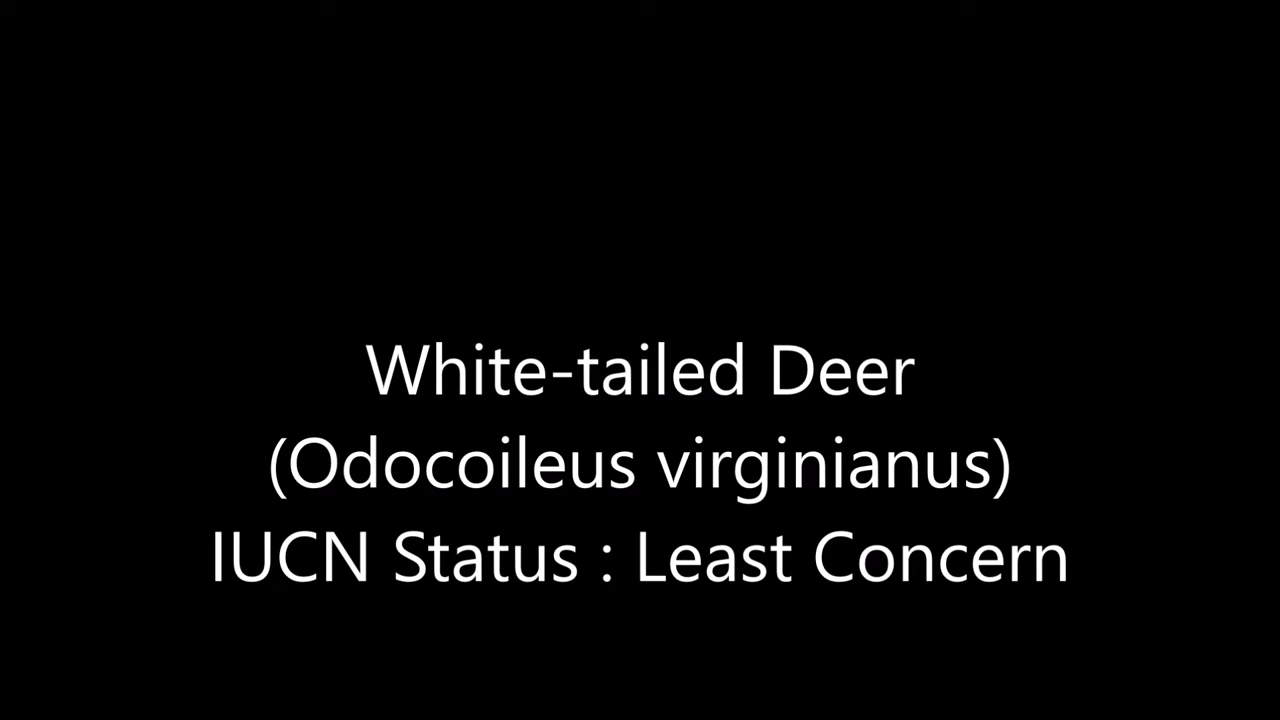 White-tailed Deer
(Odocoileus virginianus)
IUCN Status : Least Concern